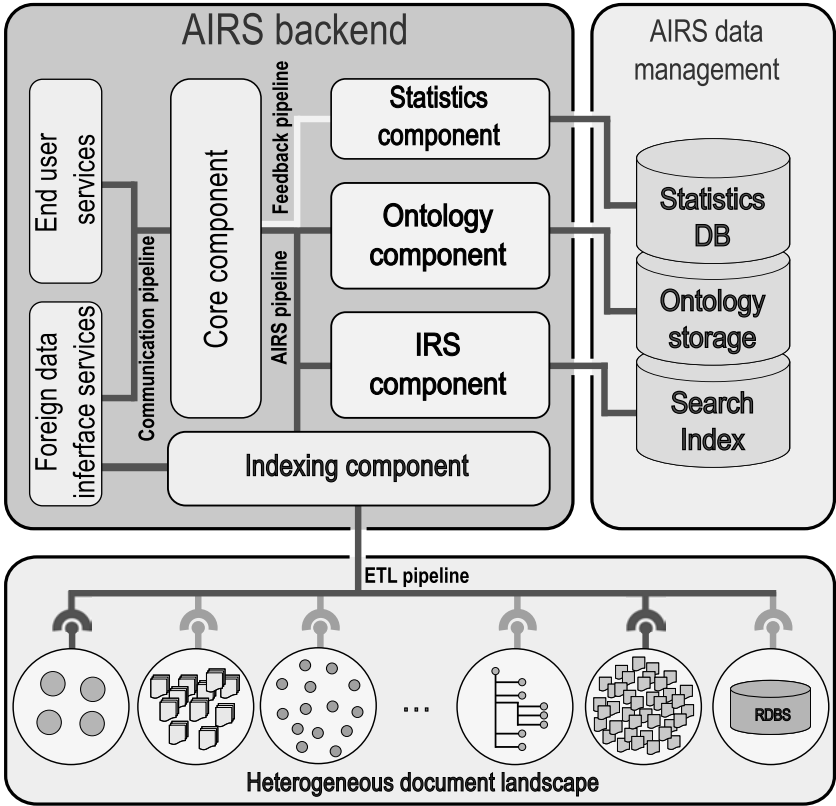 AIRS backend
AIRS data
management
End user
services
Foreign data
inferface services
Communication pipeline
Core component
Feedback pipeline
AIRS pipeline
Statistics
component
Ontology
component
IRS
component
Indexing component
Statistics
DB
Ontology
storage
Search
Index
ETL pipeline
...
RDBS
Heterogeneous document landscape